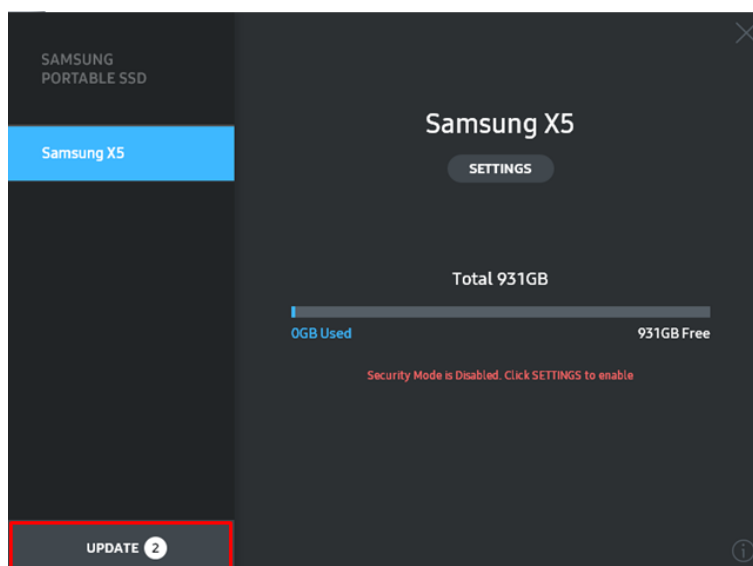 SAMSUNG
PORTABLE SSD
Samsung X5
Samsung X5
SETTINGS
Total 931GB
0GB Used
931GB Free
Security Mode is Disabled. Click SETTINGS to enable
UPDATE 2